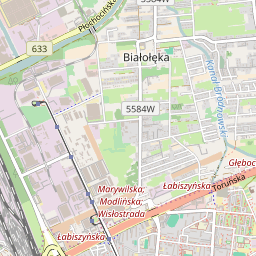 5584W
633
Płochocińska
Białołęka
Kanał Bródnowski
5584W
Głęboc
Marywilska;
Modlińska;
Wisłostrada
Łabiszyńska
Toruńska
Łabiszyńska